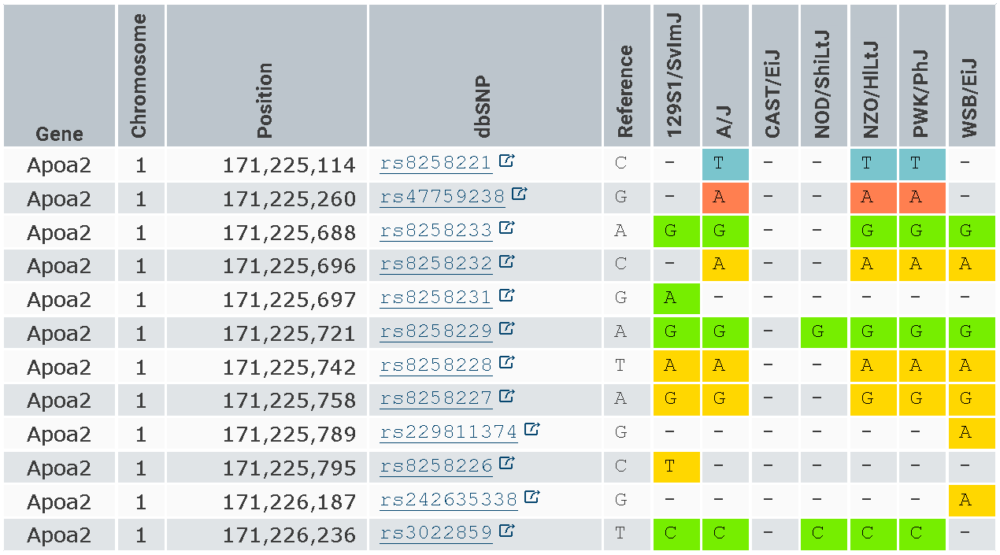 Gene Chromosome Position dbSNP Reference 129S1/SvImJ A/J CAST/EiJ NOD/ShiLtJ NZO/HlLtJ PWK/PhJ WSB/EiJ
Apoa2 1 171,225,114 rs8258221 C - T - - T T -
Apoa2 1 171,225,260 rs47759238 G - A - - A A -
Apoa2 1 171,225,688 rs8258233 A G G - - G G G
Apoa2 1 171,225,696 rs8258232 C - A - - A A A
Apoa2 1 171,225,697 rs8258231 G A - - - - - -
Apoa2 1 171,225,721 rs8258229 A G G - G G G G
Apoa2 1 171,225,742 rs8258228 T A A - - A A A
Apoa2 1 171,225,758 rs8258227 A G G - - G G G
Apoa2 1 171,225,789 rs229811374 G - - - - - - A
Apoa2 1 171,225,795 rs8258226 C T - - - - - -
Apoa2 1 171,226,187 rs242635338 G - - - - - - A
Apoa2 1 171,226,236 rs3022859 T C C - C C C -